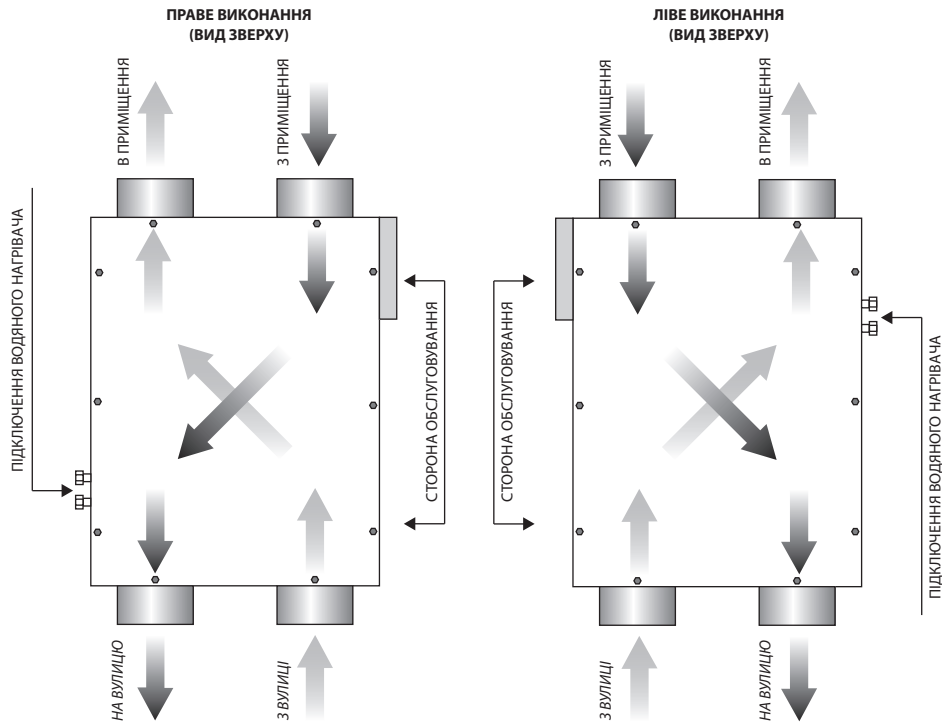 ПРАВЕ ВИКОНАННЯ
(ВИД ЗВЕРХУ)
В ПРИМІЩЕННЯ
З ПРИМІЩЕННЯ
ПІДКЛЮЧЕННЯ ВОДЯНОГО НАГРІВАЧА
СТОРОНА ОБСЛУГОВУВАННЯ
НА ВУЛИЦЮ
З ВУЛИЦІ
ЛІВЕ ВИКОНАННЯ
(ВИД ЗВЕРХУ)
З ПРИМІЩЕННЯ
В ПРИМІЩЕННЯ
СТОРОНА ОБСЛУГОВУВАННЯ
ПІДКЛЮЧЕННЯ ВОДЯНОГО НАГРІВАЧА
З ВУЛИЦІ
НА ВУЛИЦЮ